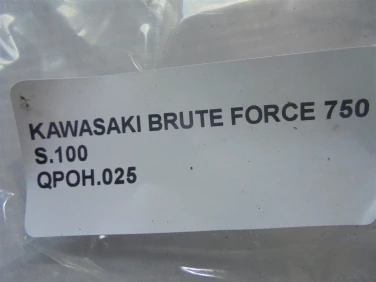 KAWASAKI BRUTE FORCE 750
S.100
QPOH.025